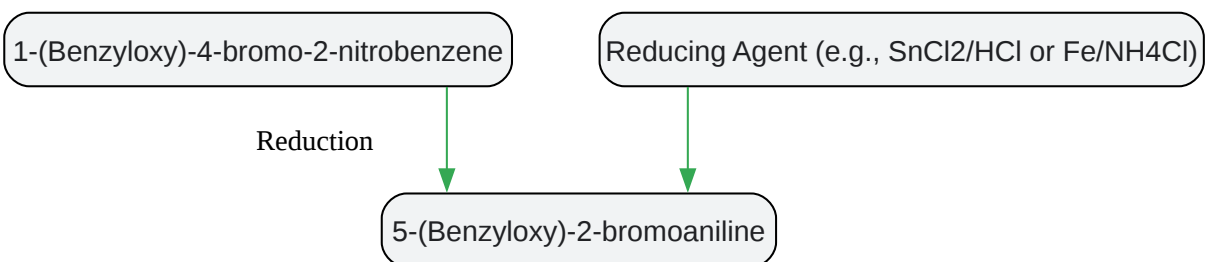 1-(Benzyloxy)-4-bromo-2-nitrobenzene
Reducing Agent (e.g., SnCl2/HCl or Fe/NH4Cl)
Reduction
5-(Benzyloxy)-2-bromoaniline